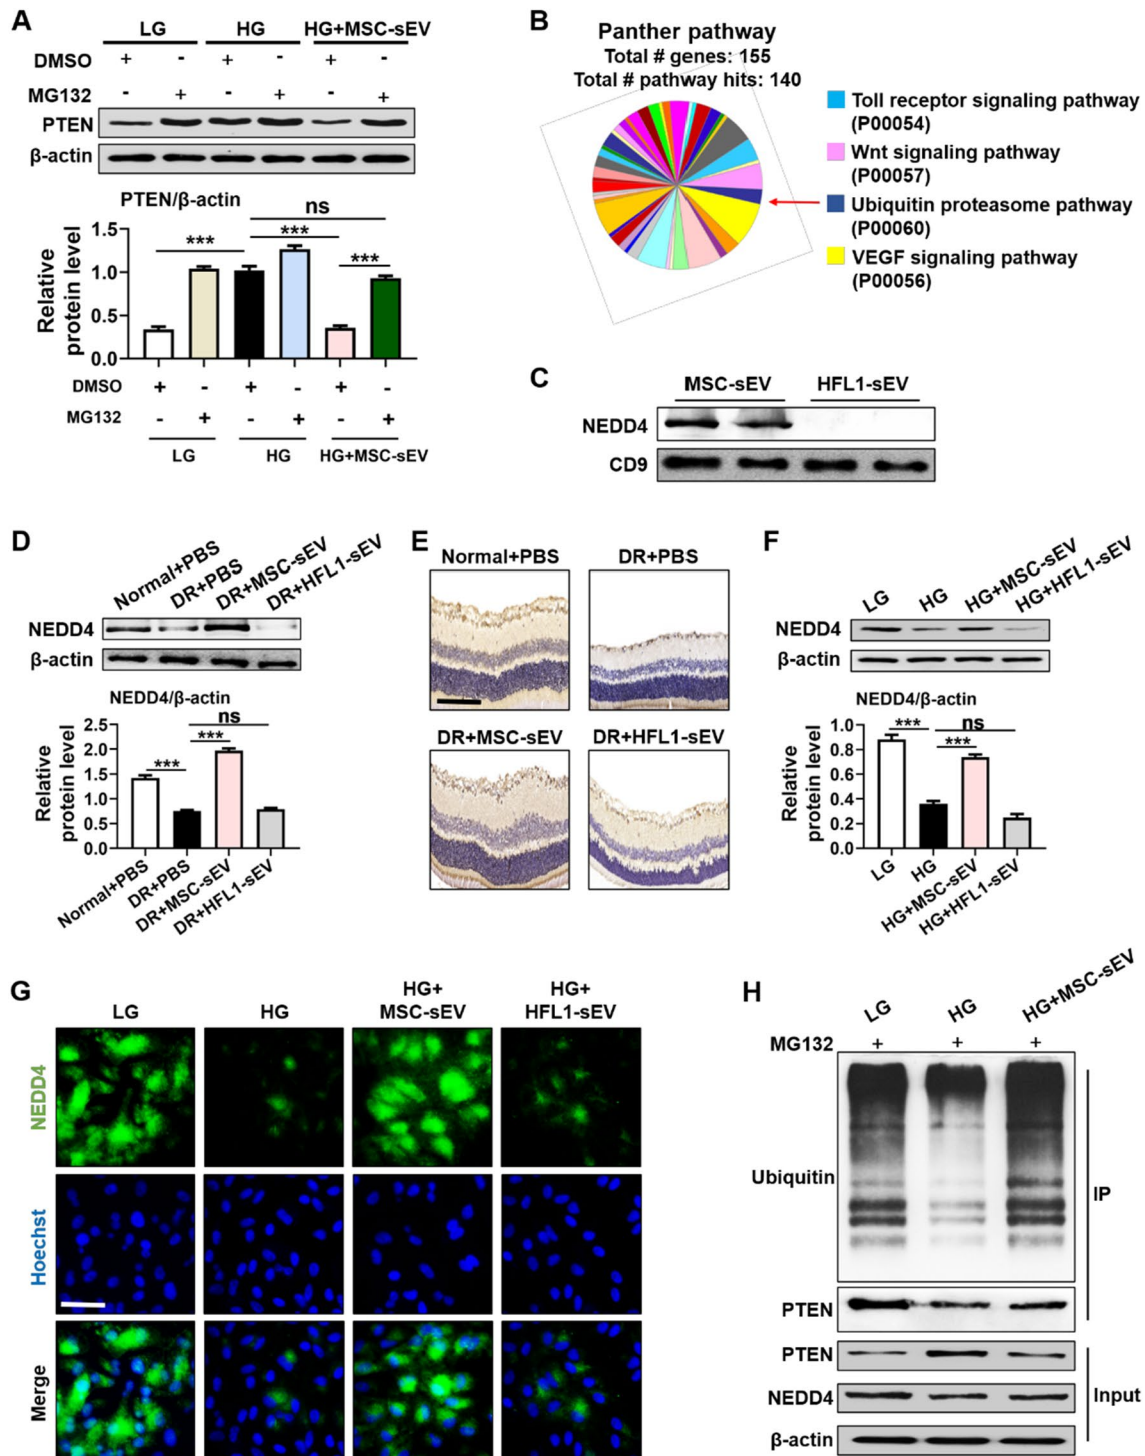 A
LG HG HG+MSC-sEV
DMSO + - + - + -
MG132 - + - + - +
PTEN
β-actin
PTEN/β-actin
Relative
protein level
1.5
1.0
0.5
0.0
*** *** ns ***
DMSO + - + - + -
MG132 - + - + - +
LG HG HG+MSC-sEV
B
Panther pathway
Total # genes: 155
Total # pathway hits: 140
Toll receptor signaling pathway
(P00054)
Wnt signaling pathway
(P00057)
Ubiquitin proteasome pathway
(P00060)
VEGF signaling pathway
(P00056)
C
MSC-sEV HFL1-sEV
NEDD4
CD9
D
Normal+PBS DR+PBS DR+MSC-sEV DR+HFL1-sEV
NEDD4
β-actin
NEDD4/β-actin
Relative
protein level
2.5
2.0
1.5
1.0
0.5
0.0
*** *** ns
Normal+PBS DR+PBS DR+MSC-sEV DR+HFL1-sEV
E
Normal+PBS DR+PBS
DR+MSC-sEV DR+HFL1-sEV
F
LG HG HG+MSC-sEV HG+HFL1-sEV
NEDD4
β-actin
NEDD4/β-actin
Relative
protein level
1.0
0.8
0.6
0.4
0.2
0.0
*** *** ns
LG HG HG+MSC-sEV HG+HFL1-sEV
G
LG HG HG+
MSC-sEV HG+
HFL1-sEV
NEDD4
Hoechst
Merge
H
LG HG HG+MSC-sEV
MG132 + + +
Ubiquitin
PTEN
IP
PTEN
NEDD4
β-actin
Input